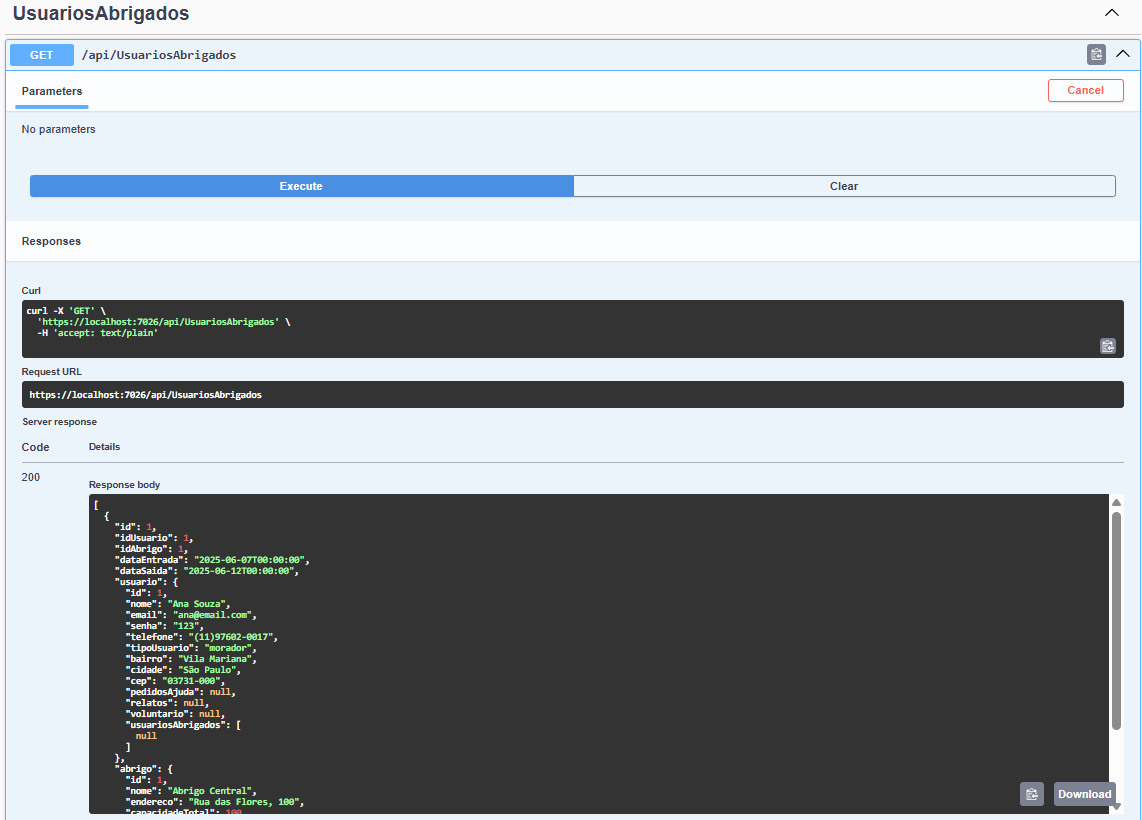 UsuariosAbrigados
GET /api/UsuariosAbrigados
Parameters
Cancel
No parameters
Execute
Clear
Responses
Curl
curl -X 'GET' \
'https://localhost:7026/api/UsuariosAbrigados' \
-H 'accept: text/plain'
Request URL
https://localhost:7026/api/UsuariosAbrigados
Server response
Code Details
200
Response body
[
{
"id": 1,
"idUsuario": 1,
"idAbrigo": 1,
"dataEntrada": "2025-06-07T00:00:00",
"dataSaida": "2025-06-12T00:00:00",
"usuario": {
"id": 1,
"nome": "Ana Souza",
"email": "ana@email.com",
"senha": "123",
"telefone": "(11)97602-0017",
"tipoUsuario": "morador",
"bairro": "Vila Mariana",
"cidade": "São Paulo",
"cep": "03731-000",
"pedidosAjuda": null,
"relatos": null,
"voluntario": null,
"usuariosAbrigados": [
null
]
},
"abrigo": {
"id": 1,
"nome": "Abrigo Central",
"endereco": "Rua das Flores, 100",
"capacidadeTotal": 100
Download